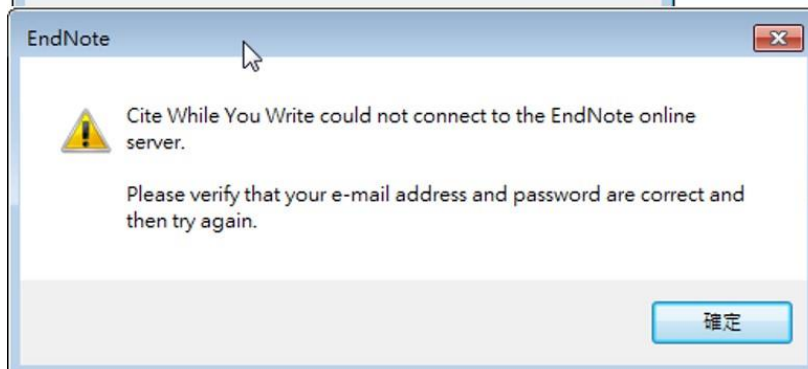 EndNote
Cite While You Write could not connect to the EndNote online
server.
Please verify that your e-mail address and password are correct and
then try again.
確定